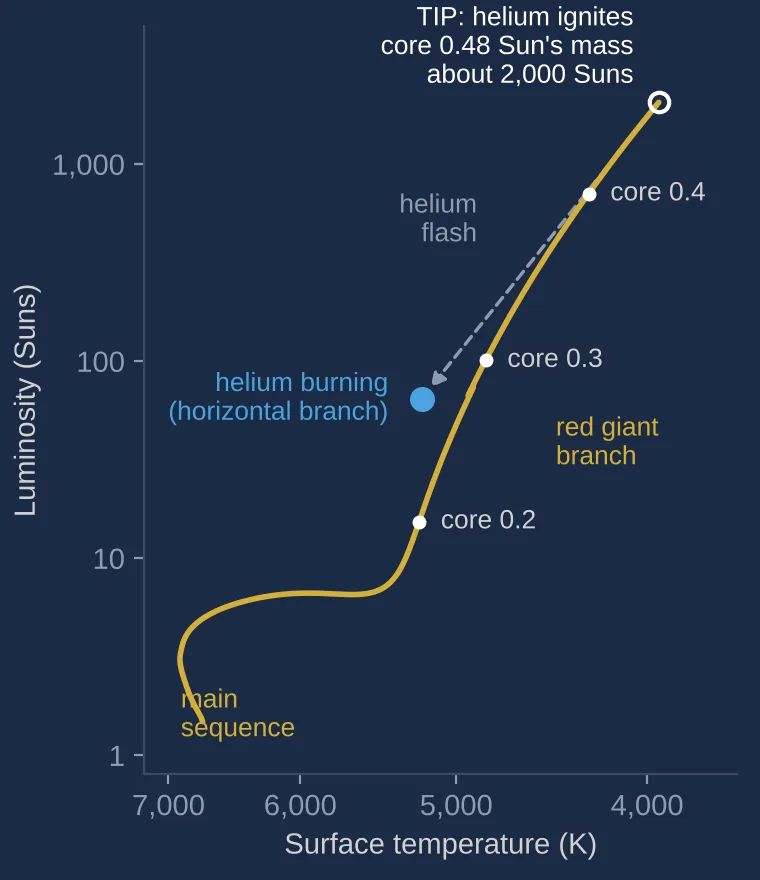 TIP: helium ignites
core 0.48 Sun's mass
about 2,000 Suns
1,000
core 0.4
helium
flash
100
core 0.3
helium burning
(horizontal branch)
red giant
branch
Luminosity (Suns)
core 0.2
10
main
sequence
1
7,000 6,000 5,000 4,000
Surface temperature (K)